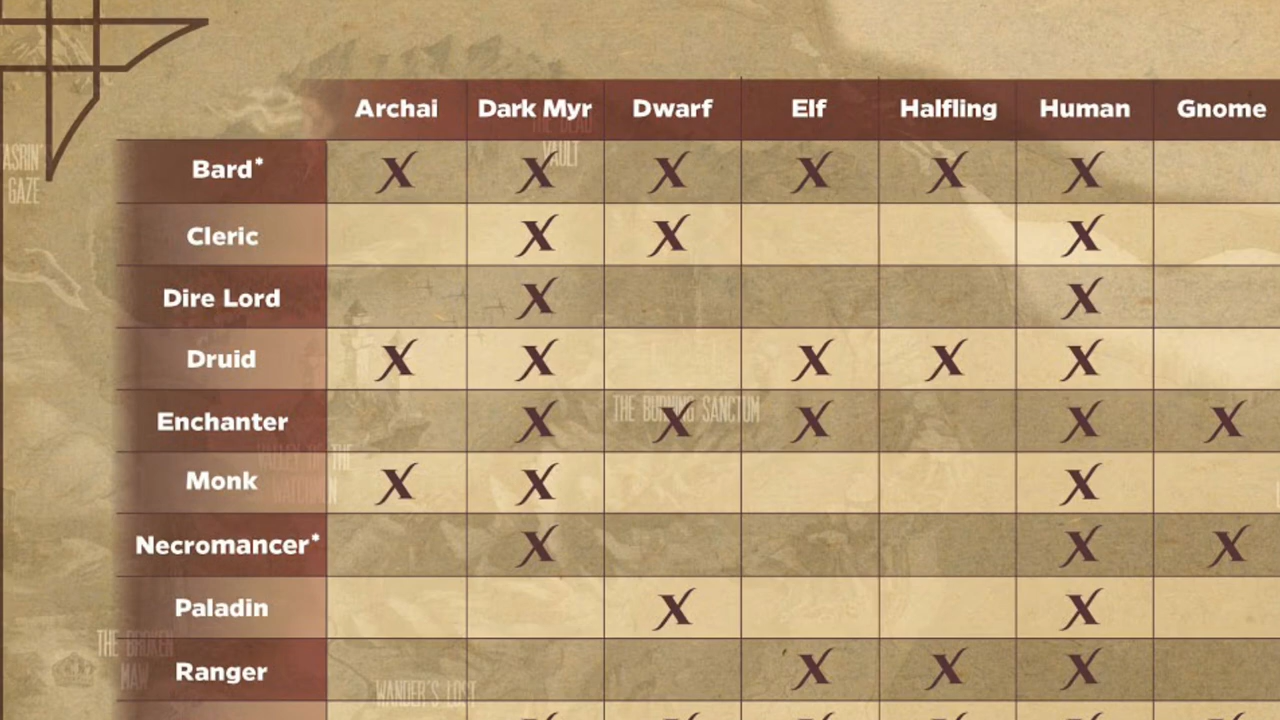 Archai Dark Myr Dwarf Elf Halfling Human Gnome
THE DEAD
VAULT
ASRIN'
GAZE
Bard* X X X X X X
Cleric X X X
Dire Lord X X
Druid X X X X X
Enchanter X X X X X
THE BURNING SANCTUM
VALLEY OF THE
WATCHMEN
Monk X X X
Necromancer* X X X
Paladin X X
THE BROKEN
MAW
Ranger X X X
WANDER'S LOST